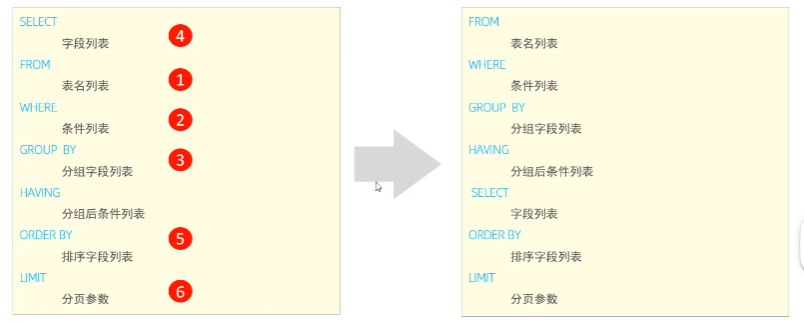 SELECT
字段列表
4
FROM
表名列表
1
WHERE
条件列表
2
GROUP BY
分组字段列表
3
HAVING
分组后条件列表
ORDER BY
排序字段列表
5
LIMIT
分页参数
6
FROM
表名列表
WHERE
条件列表
GROUP BY
分组字段列表
HAVING
分组后条件列表
SELECT
字段列表
ORDER BY
排序字段列表
LIMIT
分页参数